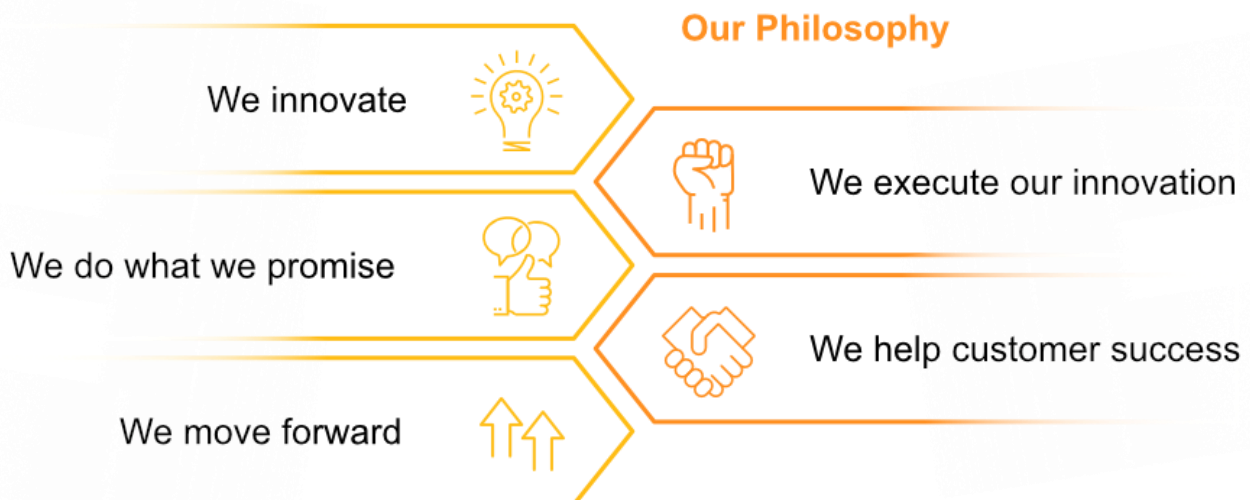 Our Philosophy
We innovate
We execute our innovation
We do what we promise
We help customer success
We move forward